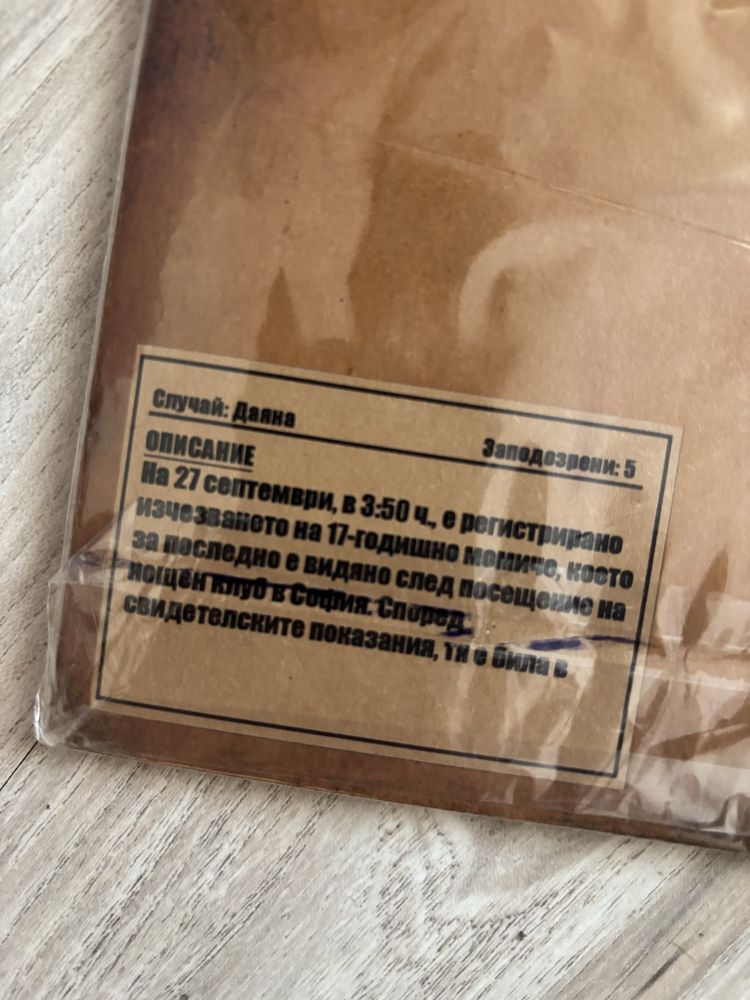 Случай: Даяна
Заподозрени: 5
ОПИСАНИЕ
На 27 септември, в 3:50 ч., е регистрирано
изчезването на 17-годишно момиче, което
за последно е видяно след посещение на
нощен клуб в София. Според
свидетелските показания, тя е била в